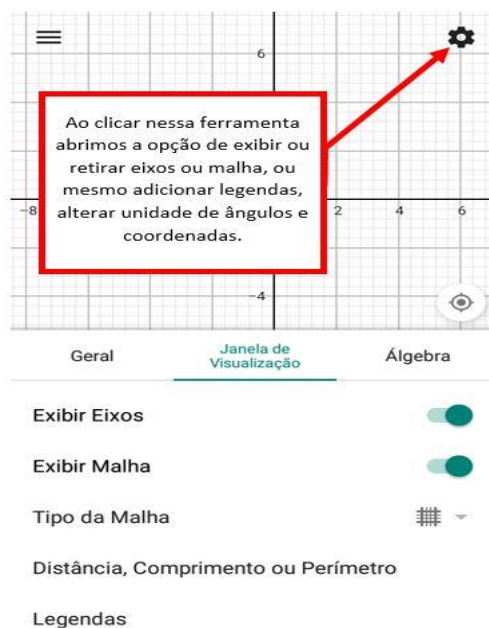 6
Ao clicar nessa ferramenta
abrimos a opção de exibir ou
retirar eixos ou malha, ou
mesmo adicionar legendas,
alterar unidade de ângulos e
coordenadas.
-8 2 4 6
-4
Geral
Janela de
Visualização
Álgebra
Exibir Eixos
Exibir Malha
Tipo da Malha
Distância, Comprimento ou Perímetro
Legendas